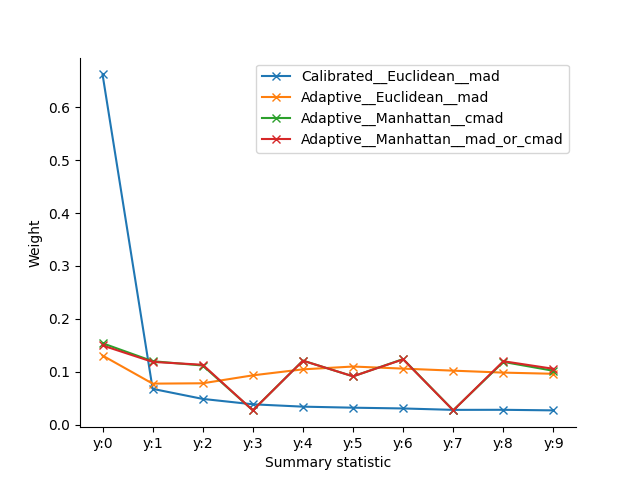 Calibrated__Euclidean__mad
Adaptive__Euclidean__mad
Adaptive__Manhattan__cmad
Adaptive__Manhattan__mad_or_cmad
0.6
0.5
0.4
0.3
0.2
0.1
0.0
Weight
y:0 y:1 y:2 y:3 y:4 y:5 y:6 y:7 y:8 y:9
Summary statistic